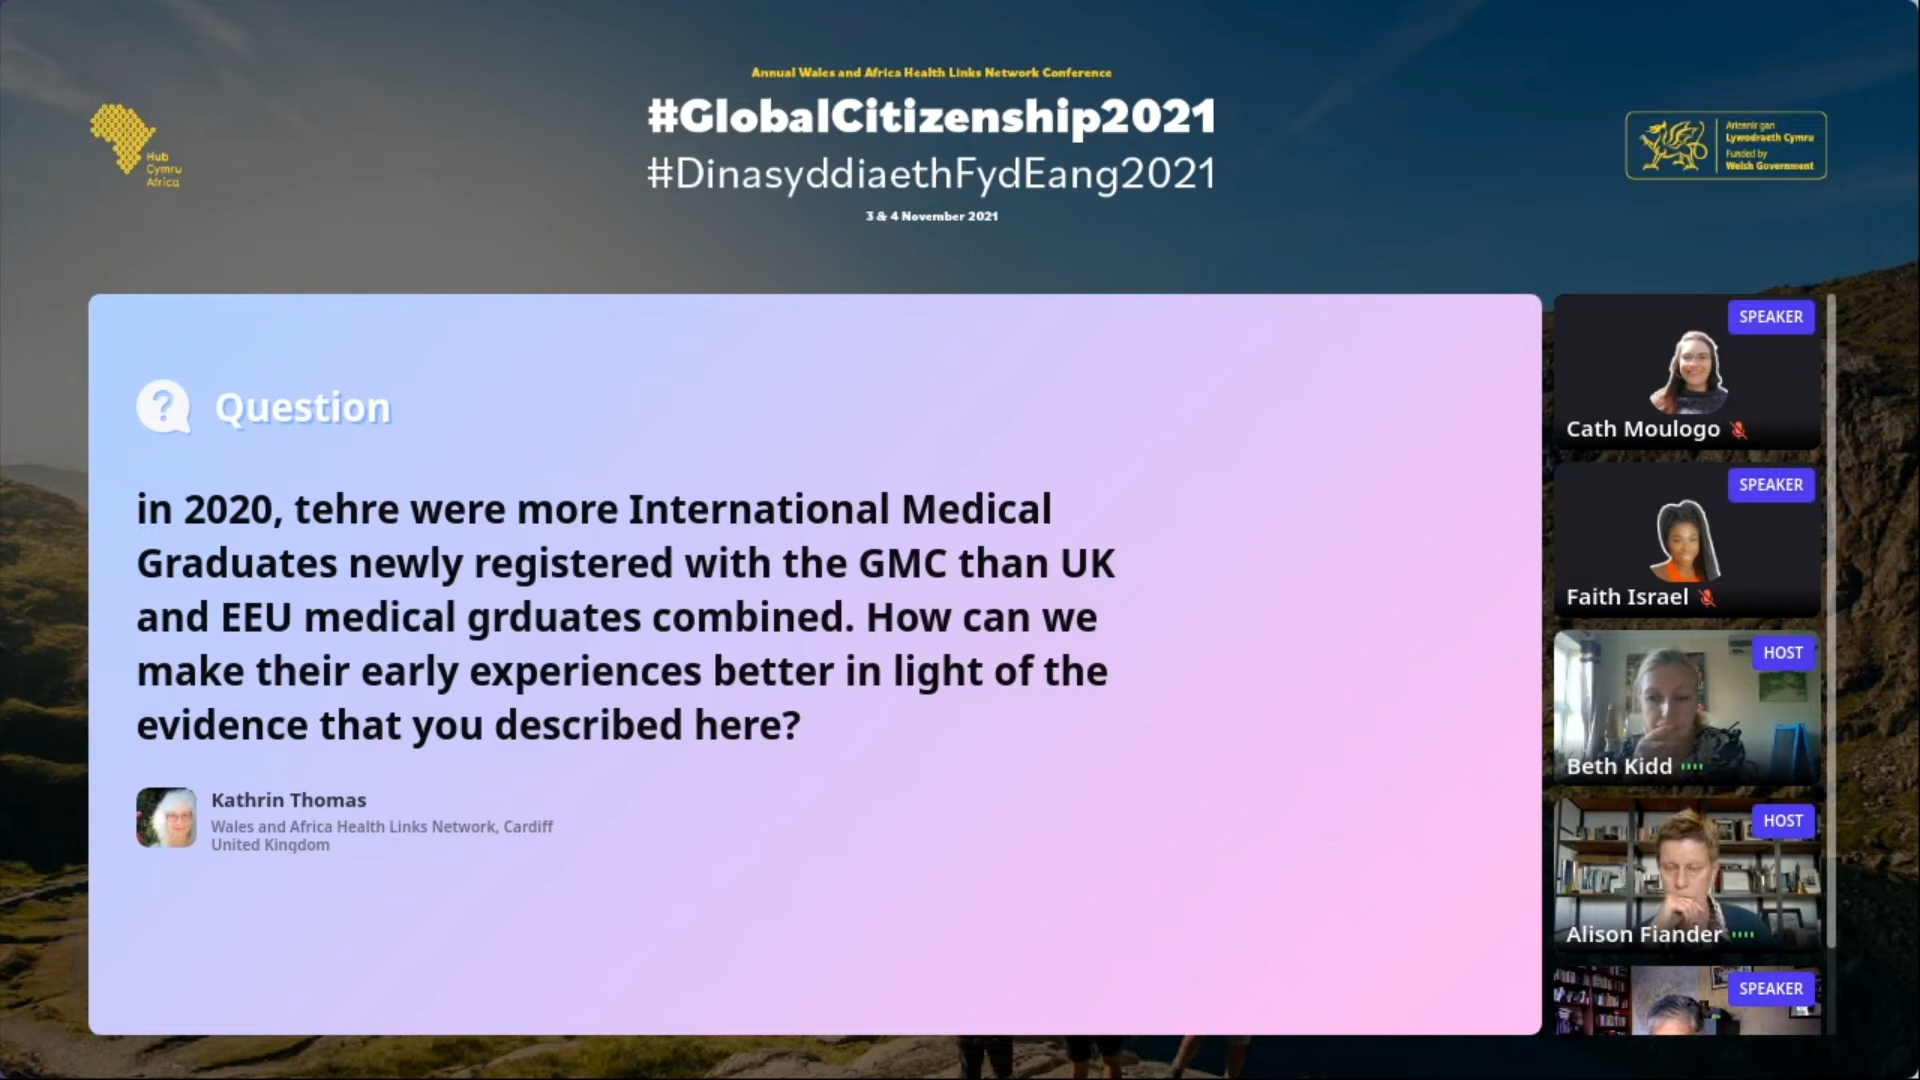 Annual Wales and Africa Health Links Network Conference
#GlobalCitizenship2021
#DinasyddiaethFydEang2021
3 & 4 November 2021
Hub
Cymru
Africa
Ariennir gan
Lywodraeth Cymru
Funded by
Welsh Government
Question
in 2020, tehre were more International Medical
Graduates newly registered with the GMC than UK
and EEU medical grduates combined. How can we
make their early experiences better in light of the
evidence that you described here?
Kathrin Thomas
Wales and Africa Health Links Network, Cardiff
United Kingdom
SPEAKER
Cath Moulogo
SPEAKER
Faith Israel
HOST
Beth Kidd
HOST
Alison Fiander
SPEAKER